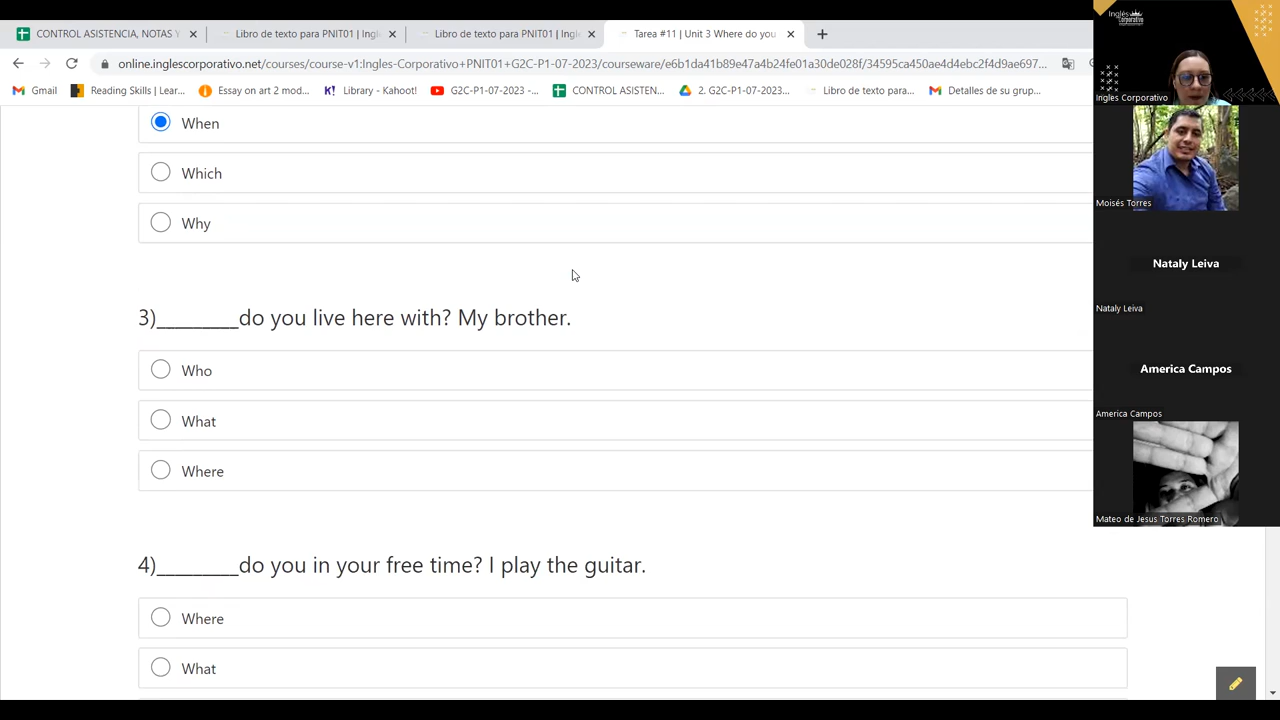 CONTROL ASISTENCIA, NOTAS Y
Libro de texto para PNIT01 | Ingl
Libro de texto para PNIT01 | Ingl
Tarea #11 | Unit 3 Where do you
online.inglescorporativo.net/courses/course-v1:Ingles-Corporativo+PNIT01+G2C-P1-07-2023/courseware/e6b1da41b89e47a4b24fe01a30de028f/34595ca450ae4d4ebc2f4d9ae697...
Gmail
Reading Skills | Lear...
Essay on art 2 mod...
Library - Kahoot!
G2C-P1-07-2023 -...
CONTROL ASISTEN...
2. G2C-P1-07-2023...
Libro de texto para...
Detalles de su grup...
When
Which
Why
3)_________do you live here with? My brother.
Who
What
Where
4)_________do you in your free time? I play the guitar.
Where
What
Inglés
Corporativo
Ingles Corporativo
Moisés Torres
Nataly Leiva
Nataly Leiva
America Campos
America Campos
Mateo de Jesus Torres Romero